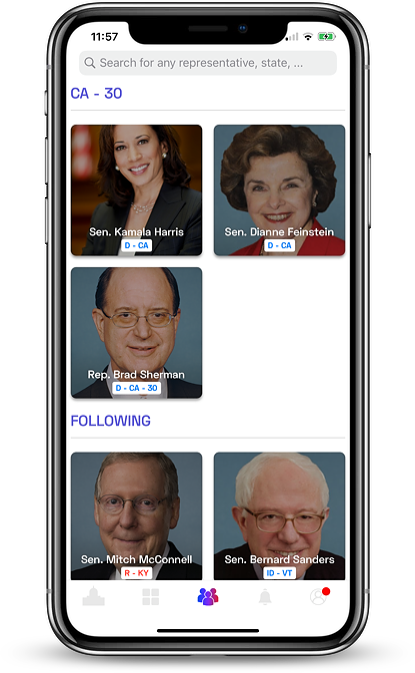 11:57
Search for any representative, state, ...
CA - 30
Sen. Kamala Harris
D - CA
Sen. Dianne Feinstein
D - CA
Rep. Brad Sherman
D - CA - 30
FOLLOWING
Sen. Mitch McConnell
R - KY
Sen. Bernard Sanders
ID - VT